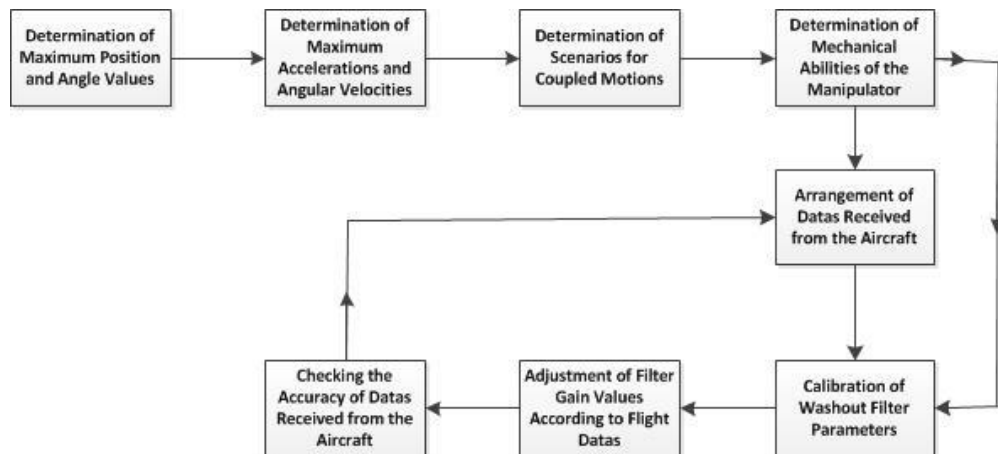 Determination of
Maximum Position
and Angle Values
Determination of
Maximum
Accelerations and
Angular Velocities
Determination of
Scenarios for
Coupled Motions
Determination of
Mechanical
Abilities of the
Manipulator
Arrangement of
Datas Received
from the Aircraft
Calibration of
Washout Filter
Parameters
Adjustment of Filter
Gain Values
According to Flight
Datas
Checking the
Accuracy of Datas
Received from the
Aircraft